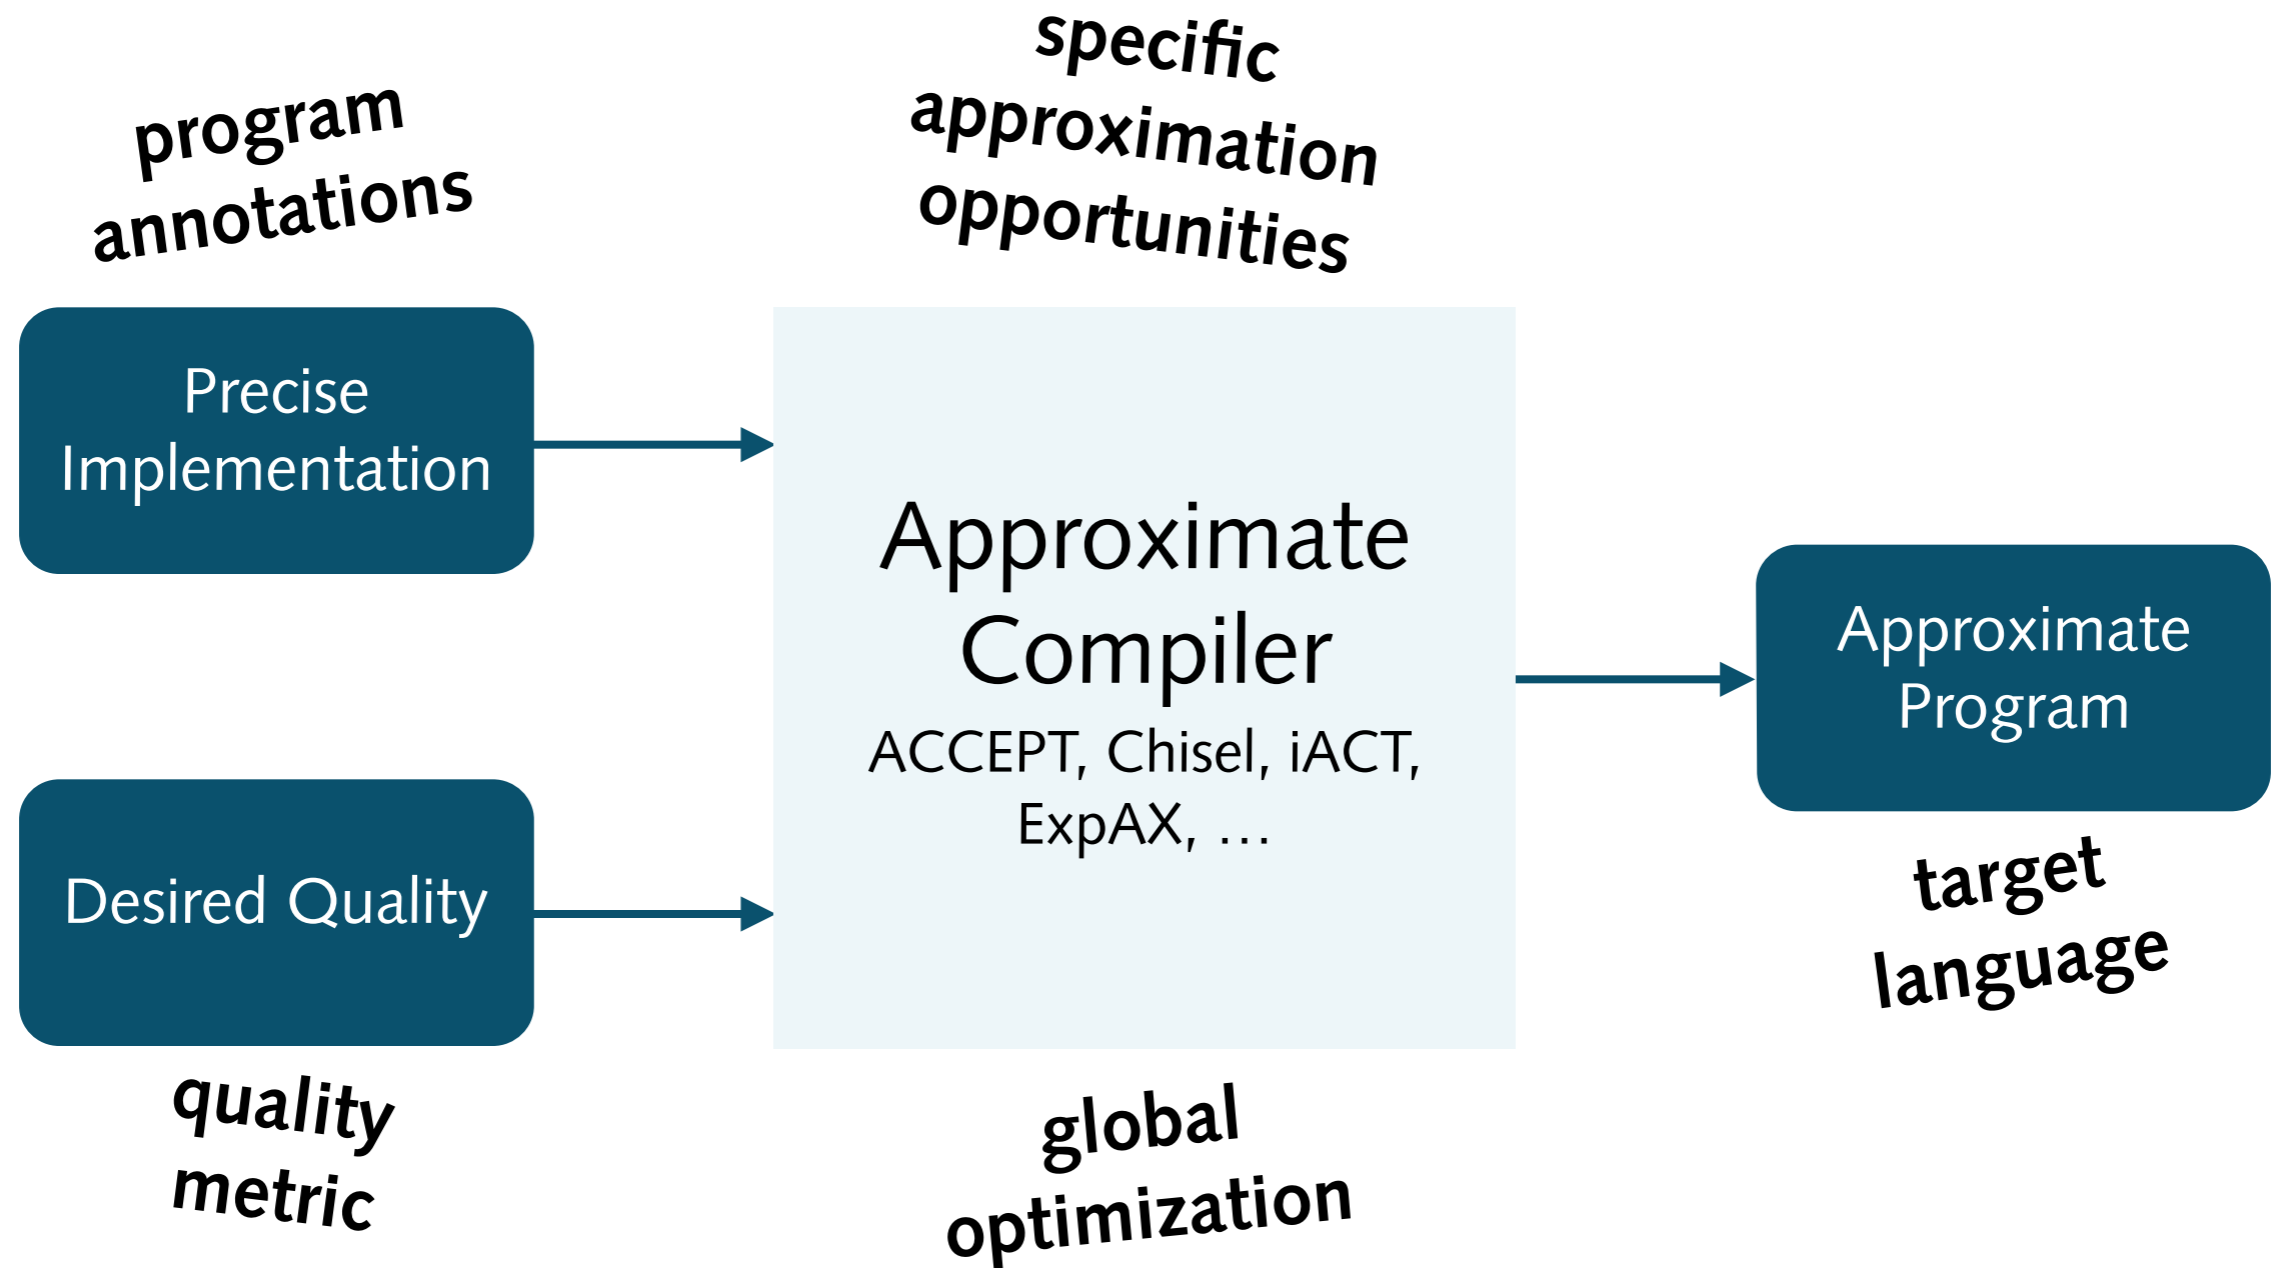 program
annotations
specific
approximation
opportunities
Precise
Implementation
Desired Quality
quality
metric
Approximate
Compiler
ACCEPT, Chisel, iACT,
ExpAX, …
global
optimization
Approximate
Program
target
language